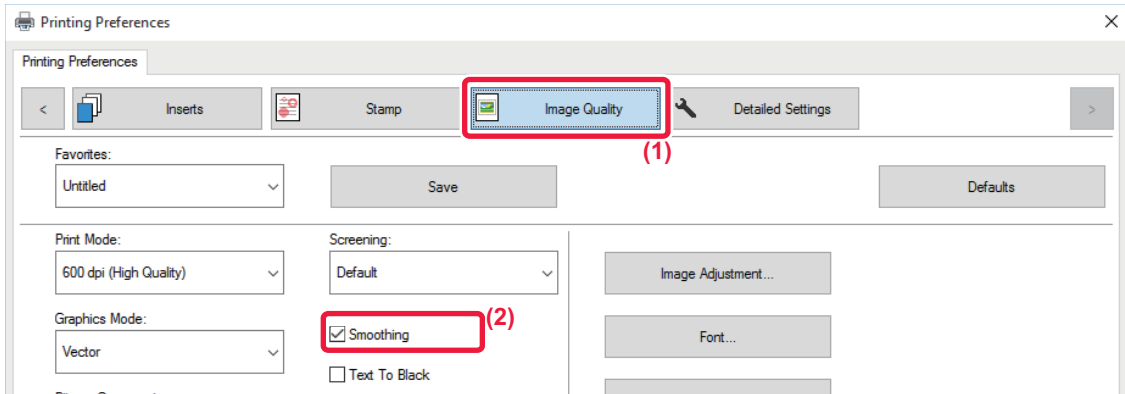 Printing Preferences
Printing Preferences
< Inserts Stamp Image Quality Detailed Settings >
(1)
Favorites:
Untitled Save Defaults
Print Mode: Screening:
600 dpi (High Quality) Default Image Adjustment...
Graphics Mode: (2)
Smoothing Font...
Vector
Text To Black